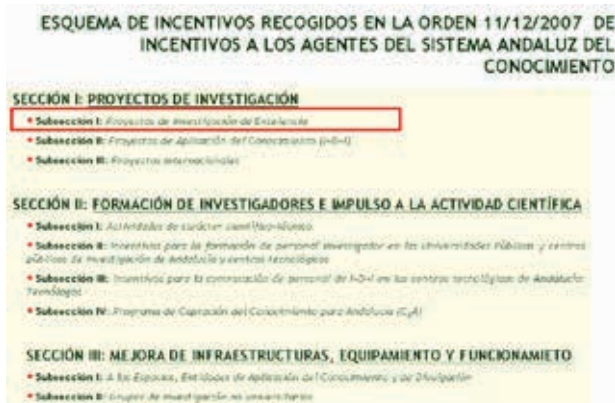 ESQUEMA DE INCENTIVOS RECOGIDOS EN LA ORDEN 11/12/2007 DE
INCENTIVOS A LOS AGENTES DEL SISTEMA ANDALUZ DEL
CONOCIMIENTO
SECCIÓN I: PROYECTOS DE INVESTIGACIÓN
• Subsección I: Proyectos de Investigación de Excelencia
• Subsección II: Proyectos de Aplicación del Conocimiento (I+D+I)
• Subsección III: Proyectos internacionales
SECCIÓN II: FORMACIÓN DE INVESTIGADORES E IMPULSO A LA ACTIVIDAD CIENTÍFICA
• Subsección I: Actividades de carácter científico-técnico
• Subsección II: Incentivos para la formación de personal investigador en las Universidades Públicas y centros
públicos de investigación de Andalucía y centros tecnológicos
• Subsección III: Incentivos para la contratación de personal de I+D+I en los centros tecnológicos de Andalucía:
Tecnólogos
• Subsección IV: Programa de Captación del Conocimiento para Andalucía (C2A)
SECCIÓN III: MEJORA DE INFRAESTRUCTURAS, EQUIPAMIENTO Y FUNCIONAMIETO
• Subsección I: A los Espacios, Entidades de Aplicación del Conocimiento y de Divulgación
• Subsección II: Grupos de investigación no universitarios